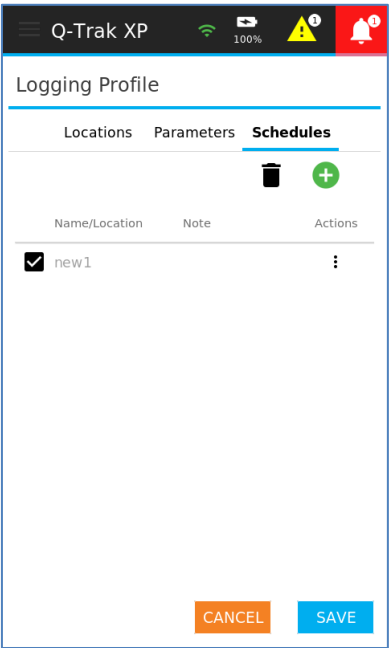 Q-Trak XP 100% 1 1
Logging Profile
Locations Parameters Schedules
Name/Location Note Actions
new1
CANCEL SAVE